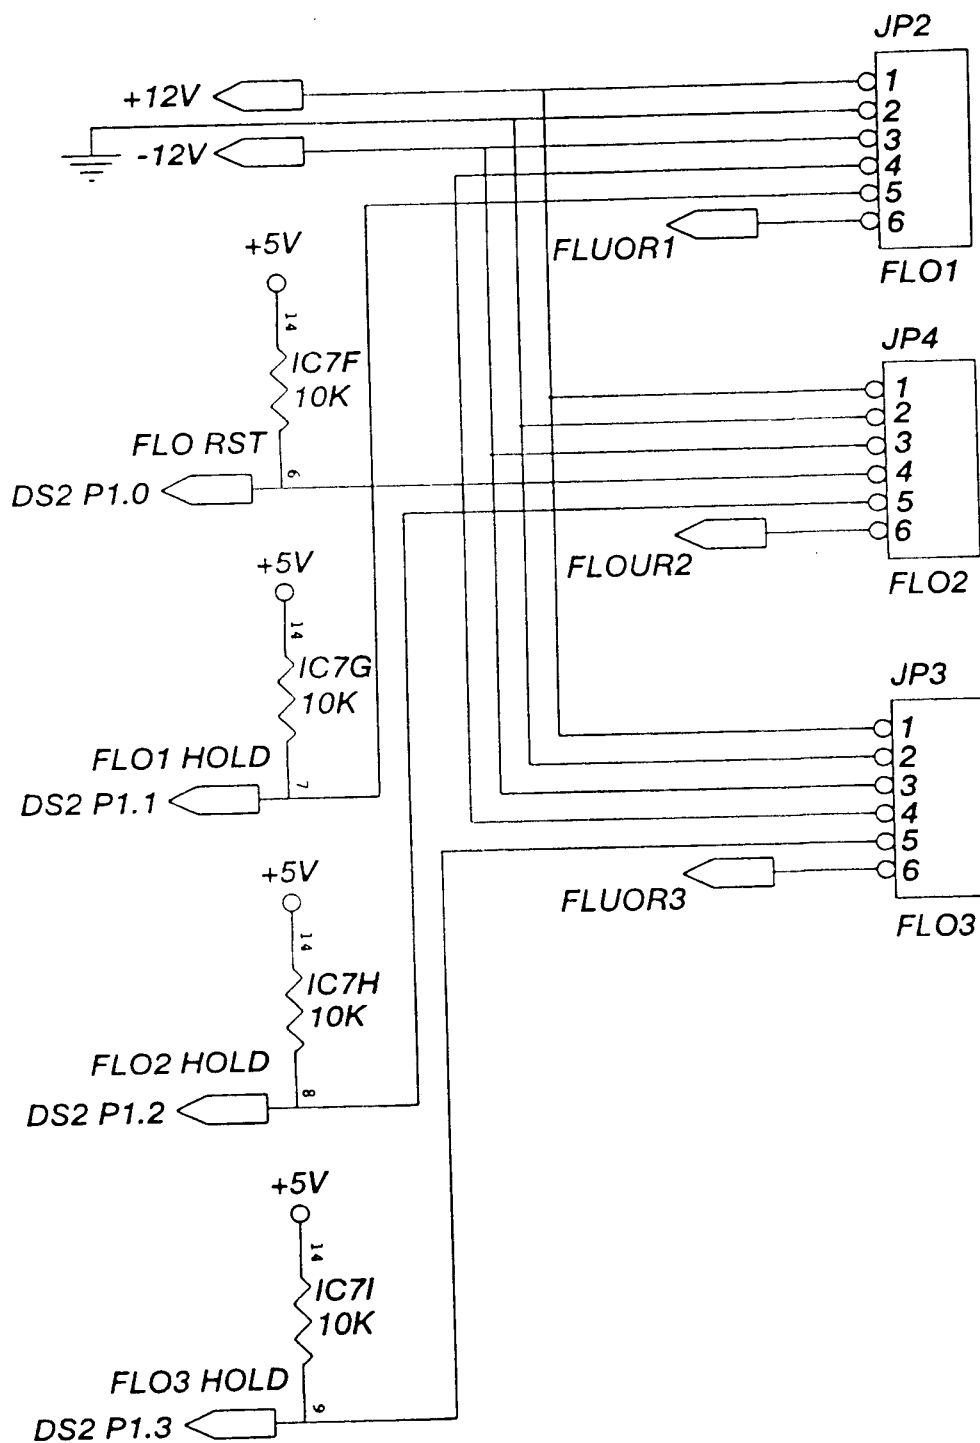 JP2
+12V
1
2
-12V
3
4
5
6
FLUOR1
FLO1
+5V
14
IC7F
10K
FLO RST
6
DS2 P1.0
JP4
1
2
3
4
5
6
FLOUR2
FLO2
+5V
14
IC7G
10K
FLO1 HOLD
7
DS2 P1.1
JP3
1
2
3
4
5
6
FLUOR3
FLO3
+5V
14
IC7H
10K
FLO2 HOLD
8
DS2 P1.2
+5V
14
IC7I
10K
FLO3 HOLD
9
DS2 P1.3